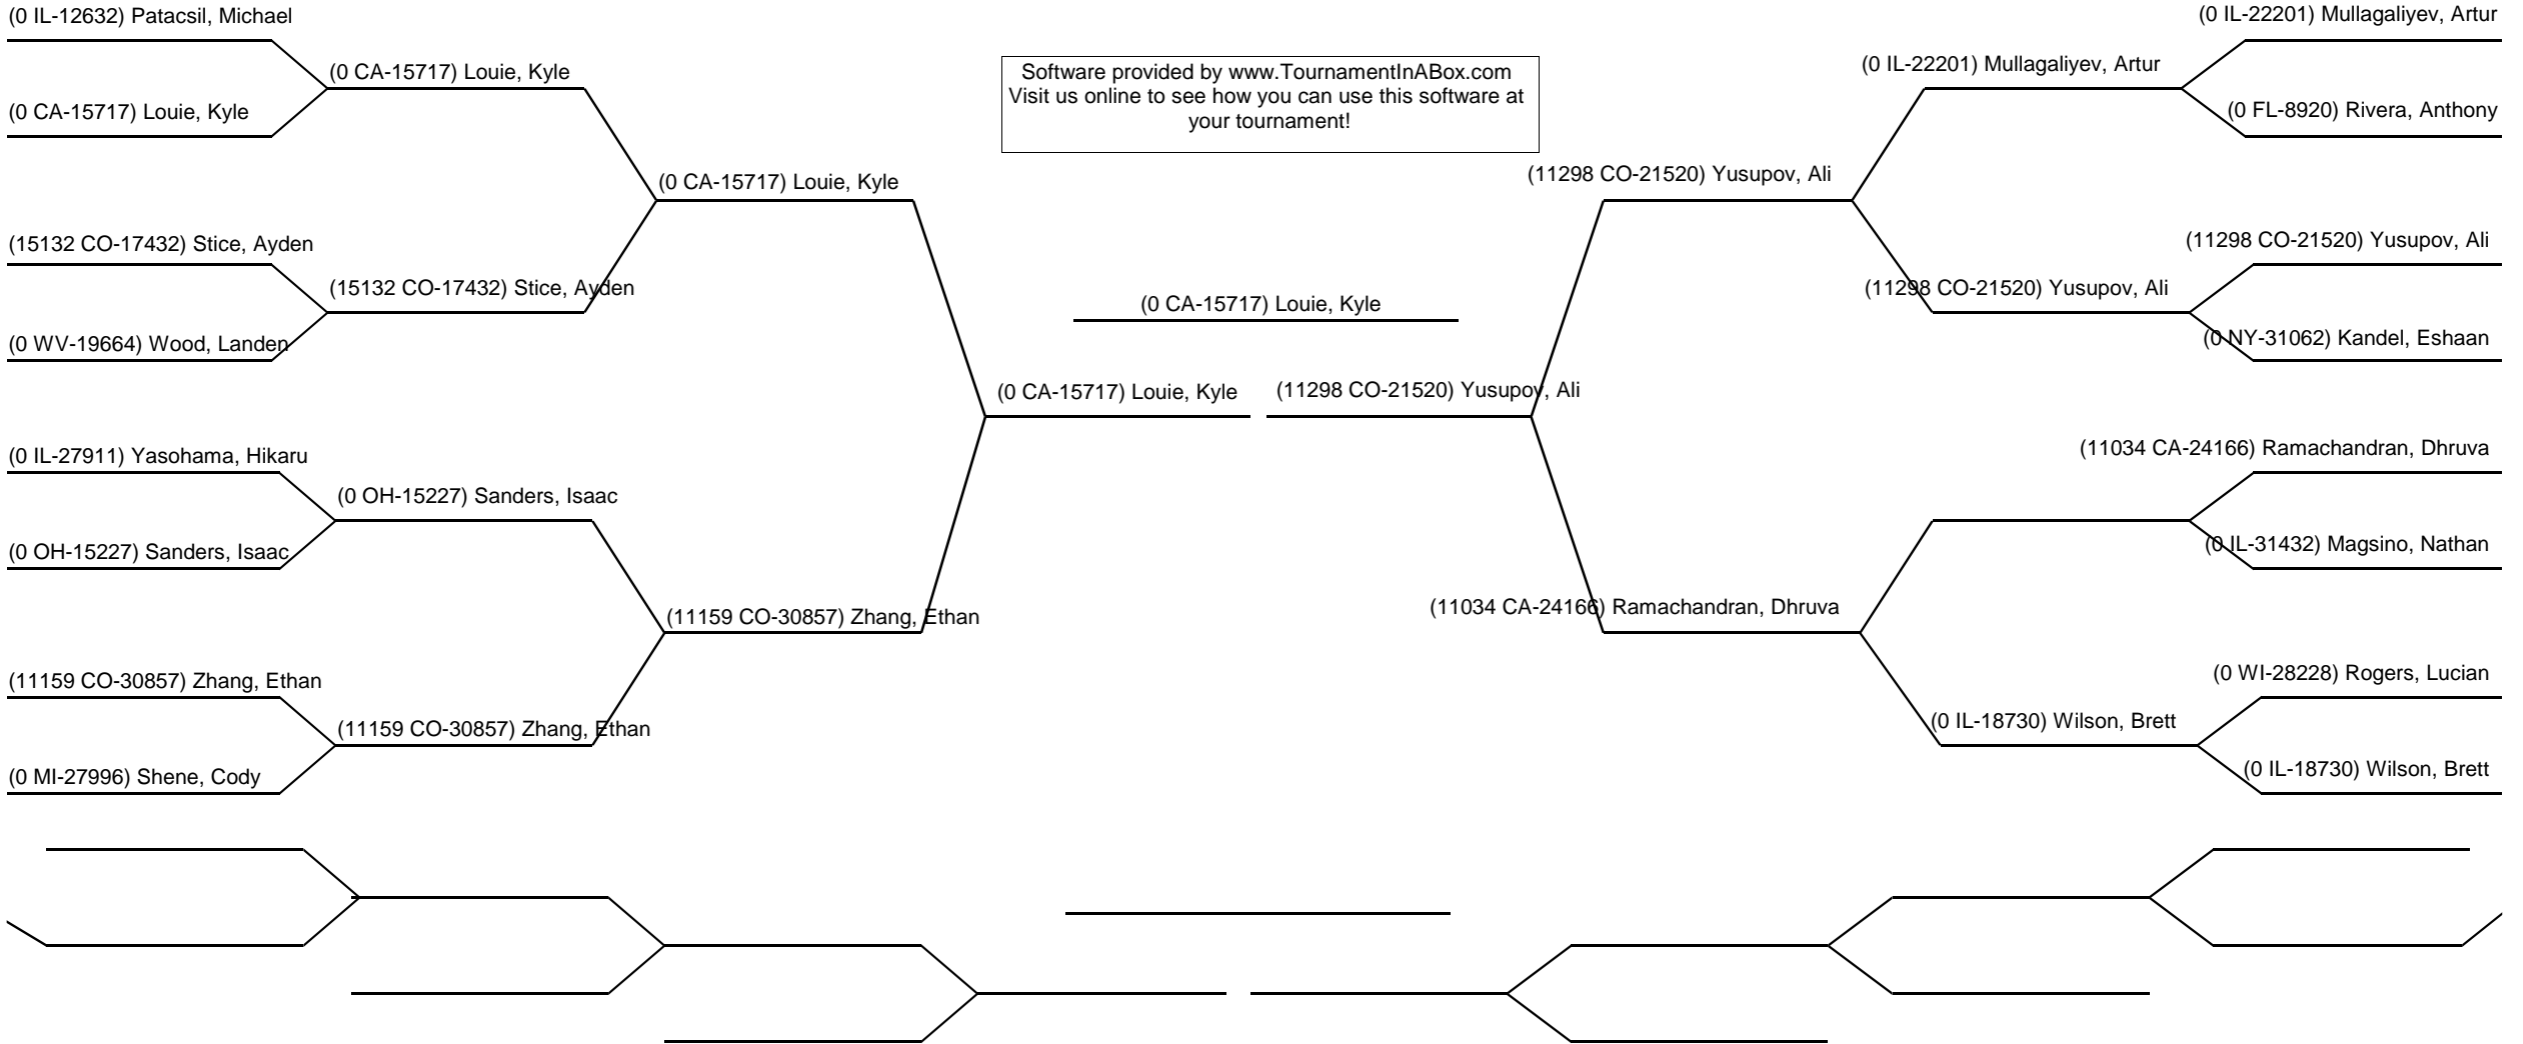 (0 IL-12632) Patacsil, Michael
(0 CA-15717) Louie, Kyle
(15132 CO-17432) Stice, Ayden
(0 WV-19664) Wood, Landen
(0 IL-27911) Yasohama, Hikaru
(0 OH-15227) Sanders, Isaac
(11159 CO-30857) Zhang, Ethan
(0 MI-27996) Shene, Cody
(0 CA-15717) Louie, Kyle
(15132 CO-17432) Stice, Ayden
(0 OH-15227) Sanders, Isaac
(11159 CO-30857) Zhang, Ethan
(0 CA-15717) Louie, Kyle
(11159 CO-30857) Zhang, Ethan
(0 CA-15717) Louie, Kyle
Software provided by www.TournamentInABox.com
Visit us online to see how you can use this software at
your tournament!
(0 CA-15717) Louie, Kyle
(11298 CO-21520) Yusupov, Ali
(11298 CO-21520) Yusupov, Ali
(11034 CA-24166) Ramachandran, Dhruva
(0 IL-22201) Mullagaliyev, Artur
(11298 CO-21520) Yusupov, Ali
(0 IL-18730) Wilson, Brett
(0 IL-22201) Mullagaliyev, Artur
(0 FL-8920) Rivera, Anthony
(11298 CO-21520) Yusupov, Ali
(0 NY-31062) Kandel, Eshaan
(11034 CA-24166) Ramachandran, Dhruva
(0 IL-31432) Magsino, Nathan
(0 WI-28228) Rogers, Lucian
(0 IL-18730) Wilson, Brett